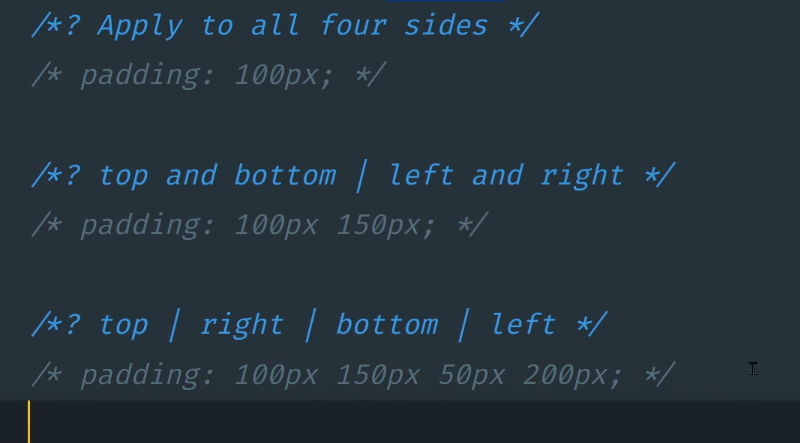 /*? Apply to all four sides */
/* padding: 100px; */
/*? top and bottom | left and right */
/* padding: 100px 150px; */
/*? top | right | bottom | left */
/* padding: 100px 150px 50px 200px; */